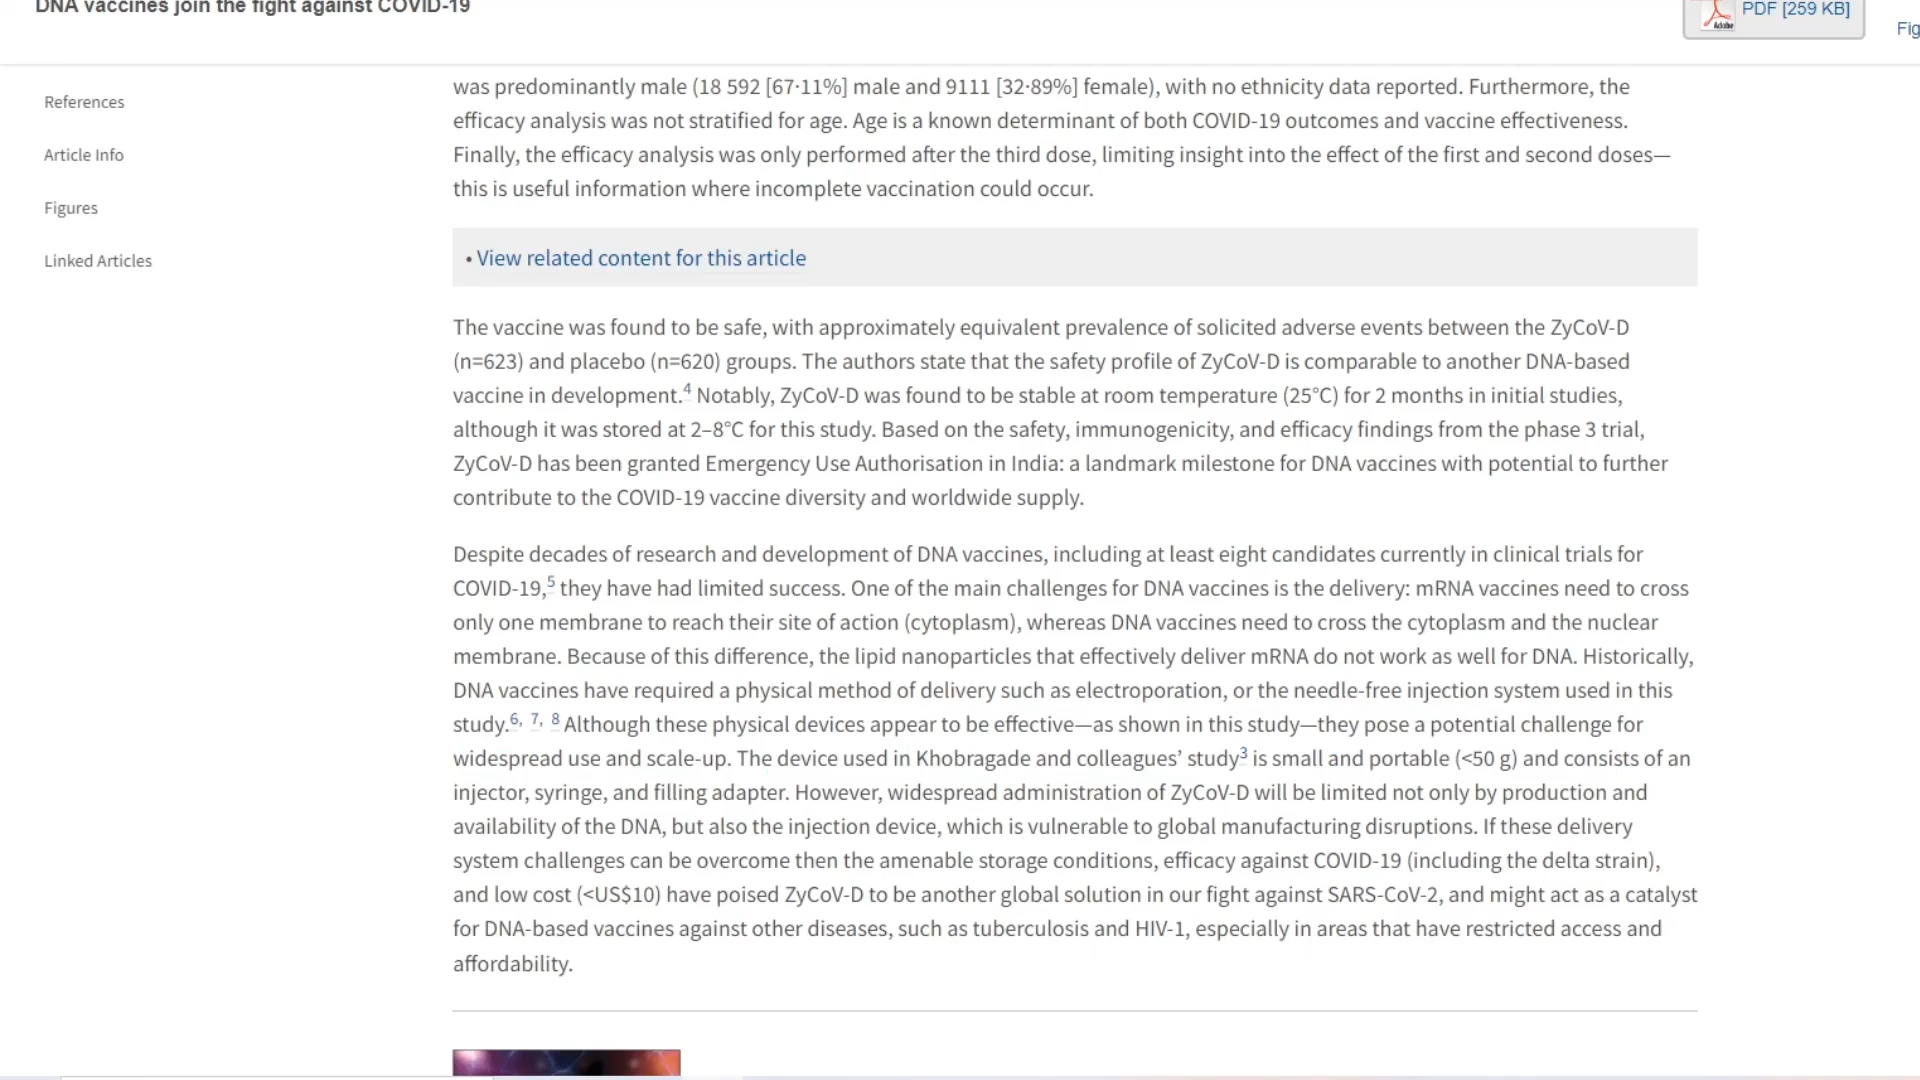 DNA vaccines join the fight against COVID-19
PDF [259 KB]
Adobe
Fig
References
Article Info
Figures
Linked Articles
was predominantly male (18 592 [67·11%] male and 9111 [32·89%] female), with no ethnicity data reported. Furthermore, the
efficacy analysis was not stratified for age. Age is a known determinant of both COVID-19 outcomes and vaccine effectiveness.
Finally, the efficacy analysis was only performed after the third dose, limiting insight into the effect of the first and second doses—
this is useful information where incomplete vaccination could occur.
• View related content for this article
The vaccine was found to be safe, with approximately equivalent prevalence of solicited adverse events between the ZyCoV-D
(n=623) and placebo (n=620) groups. The authors state that the safety profile of ZyCoV-D is comparable to another DNA-based
vaccine in development.4 Notably, ZyCoV-D was found to be stable at room temperature (25°C) for 2 months in initial studies,
although it was stored at 2–8°C for this study. Based on the safety, immunogenicity, and efficacy findings from the phase 3 trial,
ZyCoV-D has been granted Emergency Use Authorisation in India: a landmark milestone for DNA vaccines with potential to further
contribute to the COVID-19 vaccine diversity and worldwide supply.
Despite decades of research and development of DNA vaccines, including at least eight candidates currently in clinical trials for
COVID-19,5 they have had limited success. One of the main challenges for DNA vaccines is the delivery: mRNA vaccines need to cross
only one membrane to reach their site of action (cytoplasm), whereas DNA vaccines need to cross the cytoplasm and the nuclear
membrane. Because of this difference, the lipid nanoparticles that effectively deliver mRNA do not work as well for DNA. Historically,
DNA vaccines have required a physical method of delivery such as electroporation, or the needle-free injection system used in this
study.6, 7, 8 Although these physical devices appear to be effective—as shown in this study—they pose a potential challenge for
widespread use and scale-up. The device used in Khobragade and colleagues’ study3 is small and portable (<50 g) and consists of an
injector, syringe, and filling adapter. However, widespread administration of ZyCoV-D will be limited not only by production and
availability of the DNA, but also the injection device, which is vulnerable to global manufacturing disruptions. If these delivery
system challenges can be overcome then the amenable storage conditions, efficacy against COVID-19 (including the delta strain),
and low cost (<US$10) have poised ZyCoV-D to be another global solution in our fight against SARS-CoV-2, and might act as a catalyst
for DNA-based vaccines against other diseases, such as tuberculosis and HIV-1, especially in areas that have restricted access and
affordability.